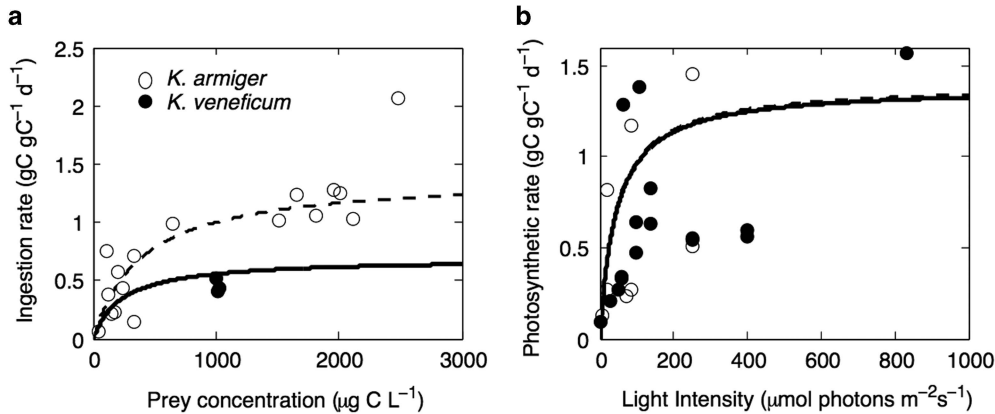 a
Ingestion rate (gC gC⁻¹ d⁻¹)
2.5
2
1.5
1
0.5
0
K. armiger
K. veneficum
0
1000
2000
3000
Prey concentration (µg C L⁻¹)
b
Photosynthetic rate (gC gC⁻¹ d⁻¹)
1.5
1
0.5
0
0
200
400
600
800
1000
Light Intensity (µmol photons m⁻²s⁻¹)